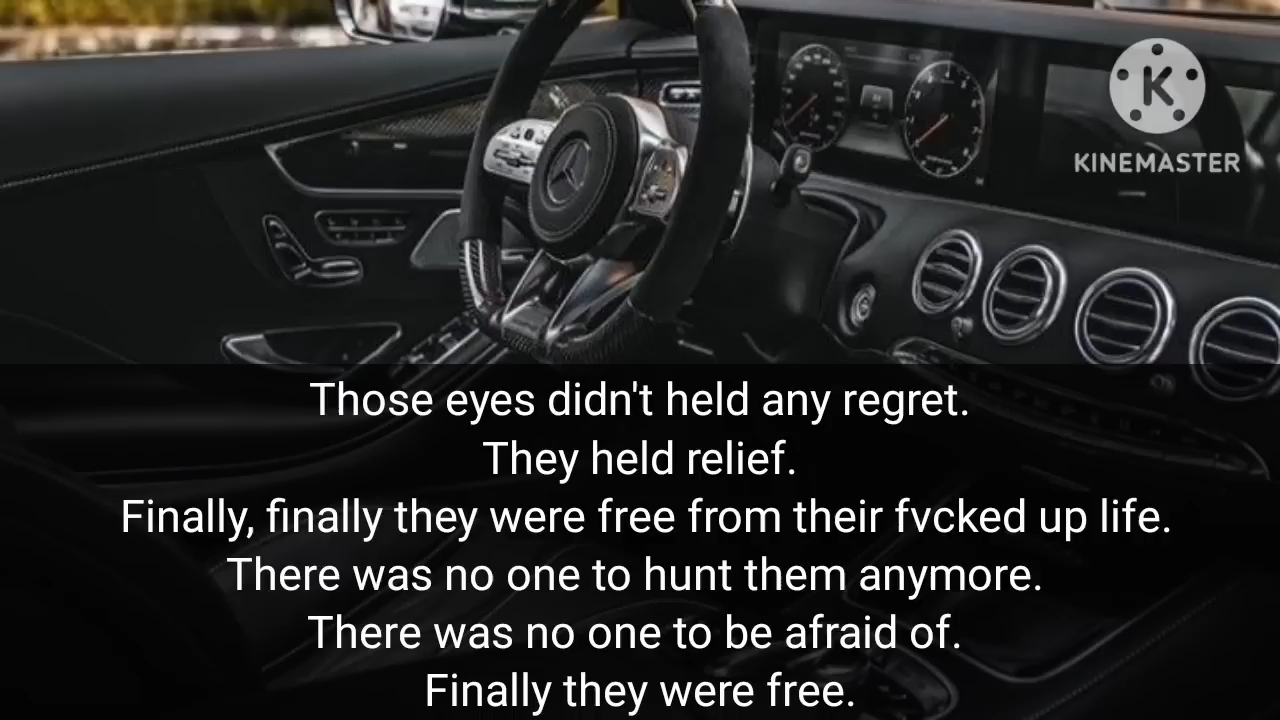 K
KINEMASTER
Those eyes didn't held any regret.
They held relief.
Finally, finally they were free from their fvcked up life.
There was no one to hunt them anymore.
There was no one to be afraid of.
Finally they were free.